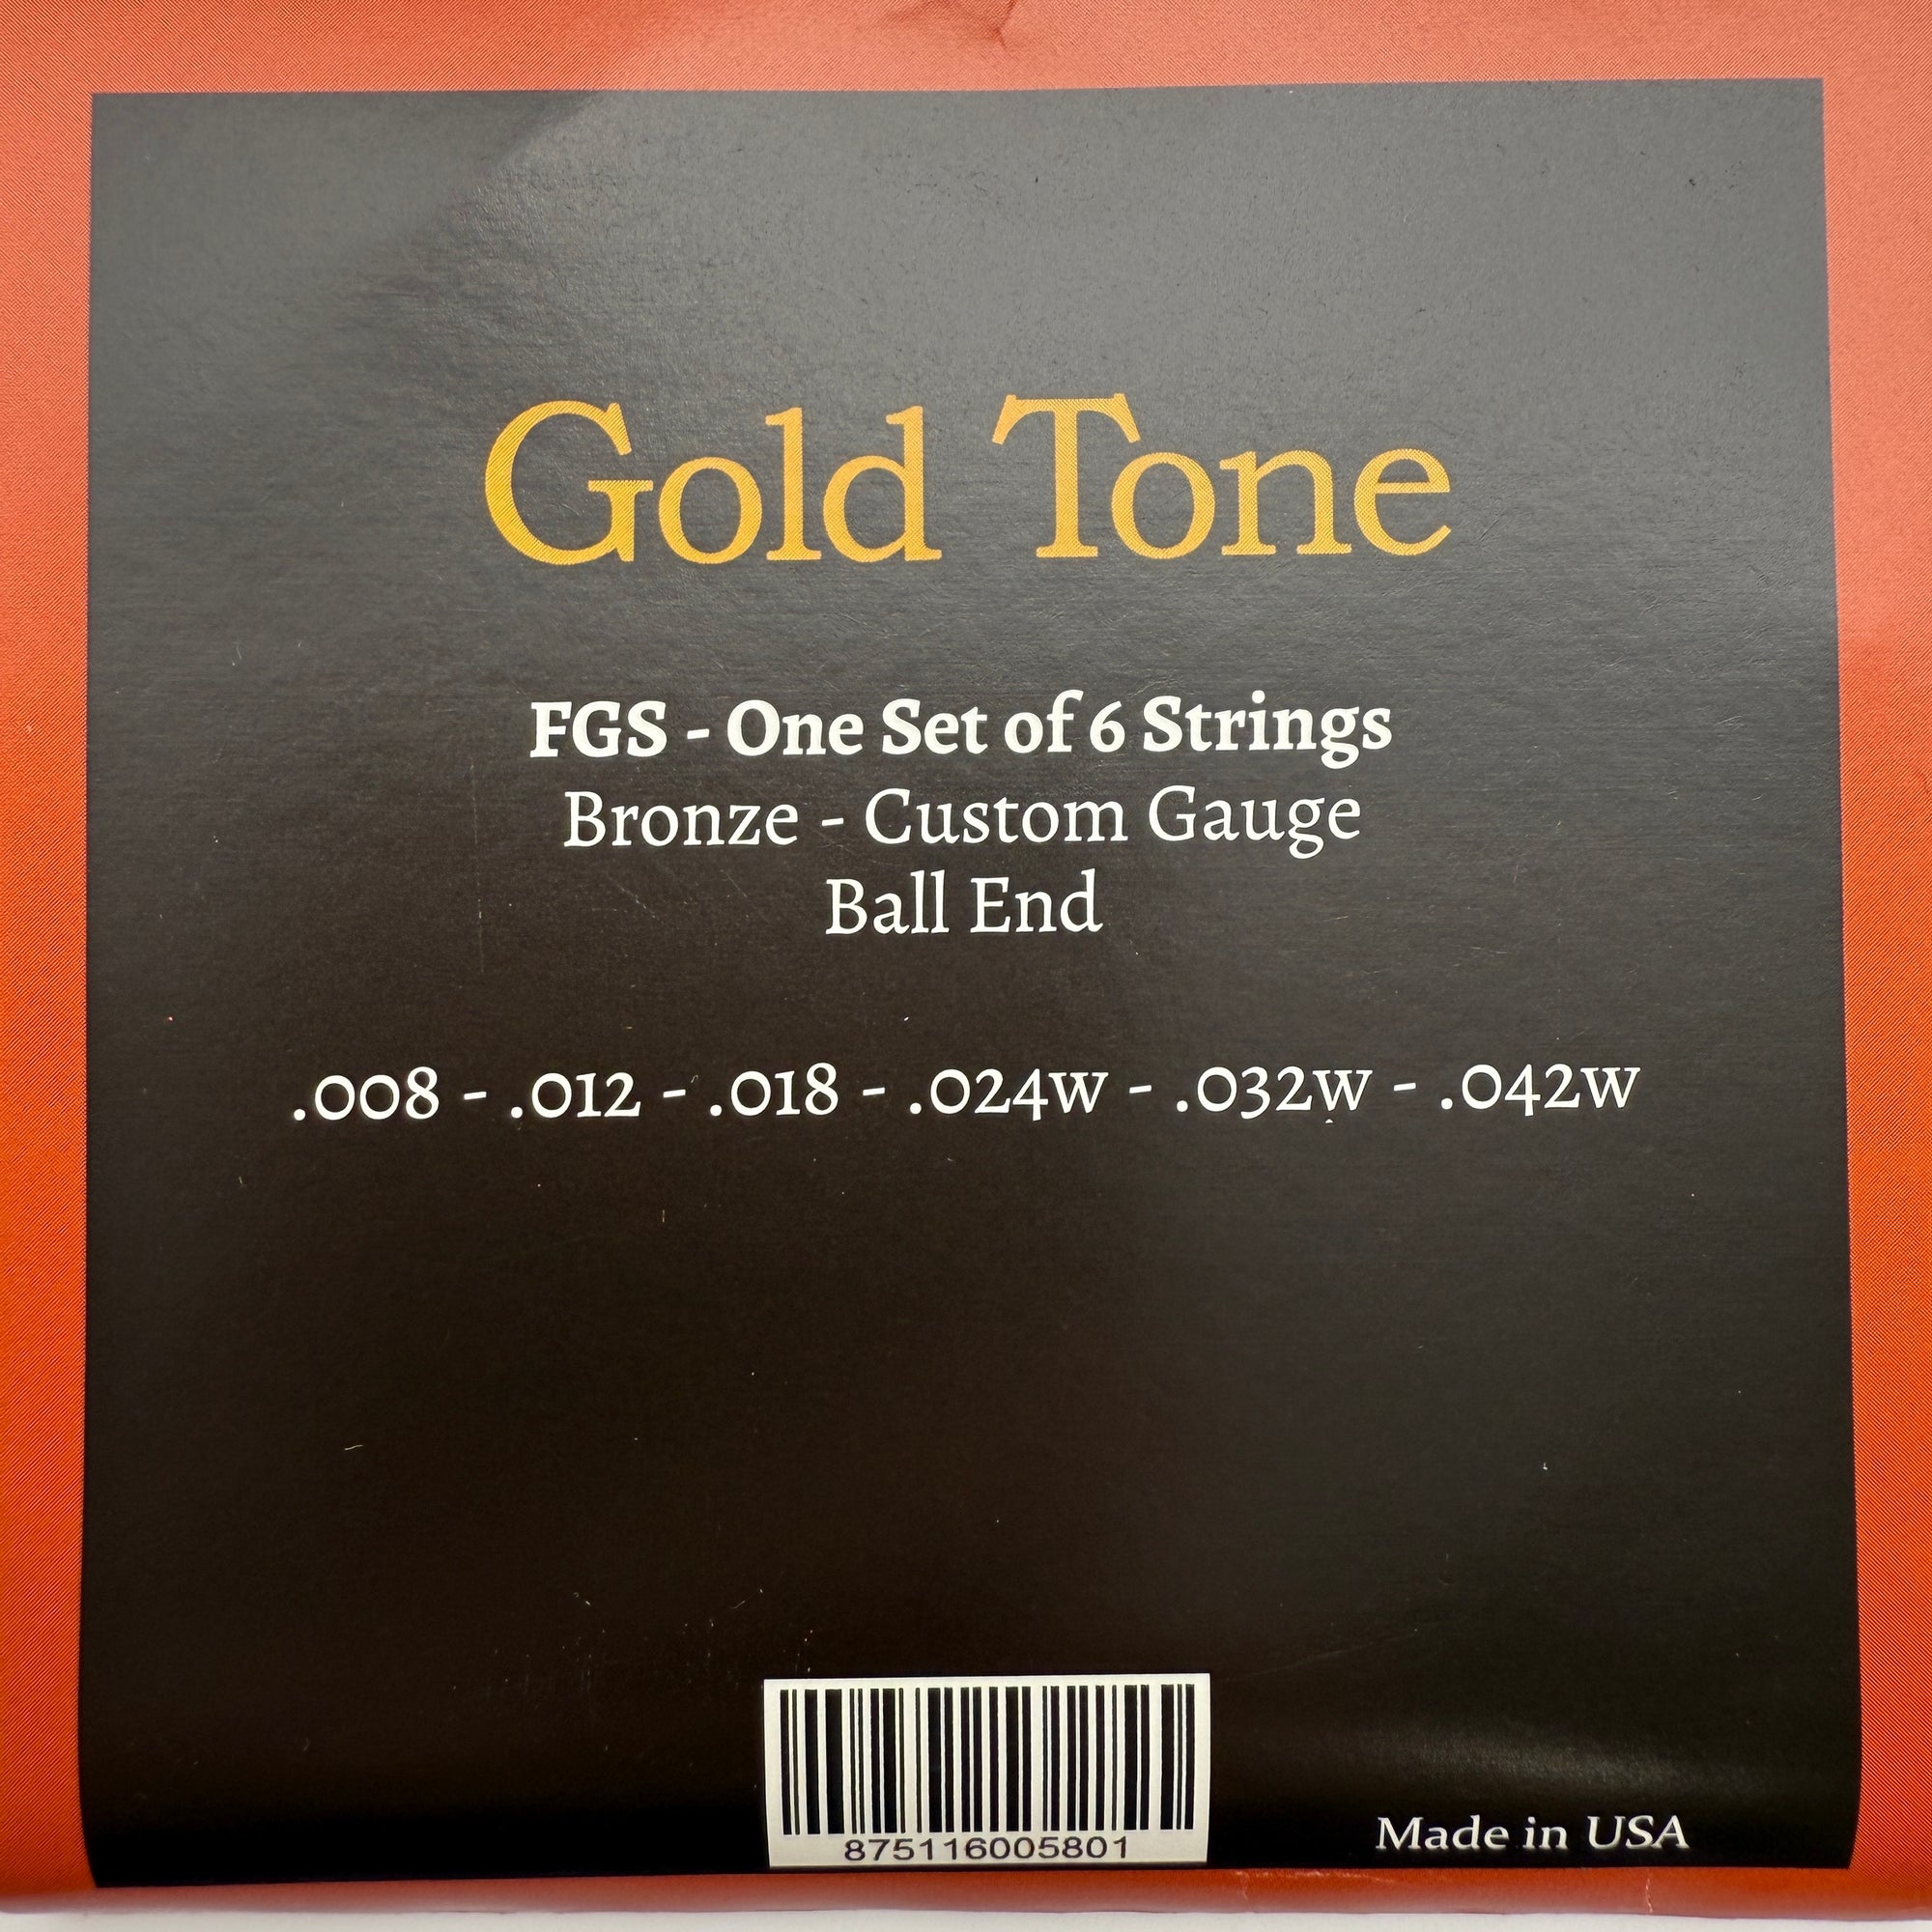 Gold Tone
FGS - One Set of 6 Strings
Bronze - Custom Gauge
Ball End
.008 - .012 - .018 - .024w - .032w - .042w
875116005801
Made in USA